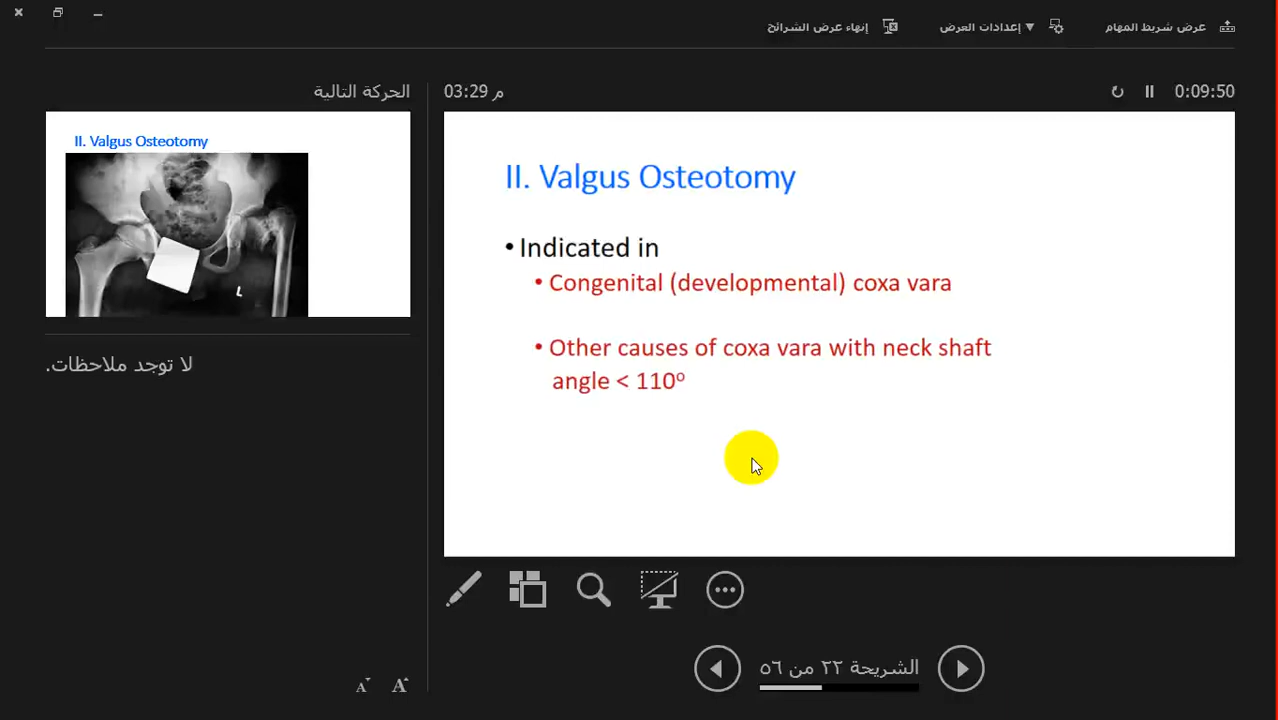 عرض شريط المهام
إعدادات العرض ▼
إنهاء عرض الشرائح
الحركة التالية
03:29 م
0:09:50
II. Valgus Osteotomy
L
لا توجد ملاحظات.
II. Valgus Osteotomy
• Indicated in
• Congenital (developmental) coxa vara
• Other causes of coxa vara with neck shaft
angle < 110º
الشريحة ٢٢ من ٥٦
A A